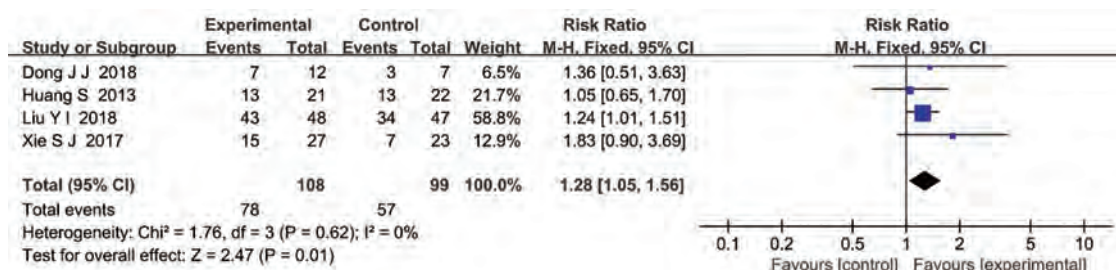 Experimental Control Risk Ratio Risk Ratio
Study or Subgroup Events Total Events Total Weight M-H, Fixed, 95% CI M-H, Fixed, 95% CI
Dong J J 2018 7 12 3 7 6.5% 1.36 [0.51, 3.63]
Huang S 2013 13 21 13 22 21.7% 1.05 [0.65, 1.70]
Liu Y I 2018 43 48 34 47 58.8% 1.24 [1.01, 1.51]
Xie S J 2017 15 27 7 23 12.9% 1.83 [0.90, 3.69]
Total (95% CI) 108 99 100.0% 1.28 [1.05, 1.56]
Total events 78 57
Heterogeneity: Chi² = 1.76, df = 3 (P = 0.62); I² = 0%
Test for overall effect: Z = 2.47 (P = 0.01)
0.1 0.2 0.5 1 2 5 10
Favours [control] Favours [experimental]